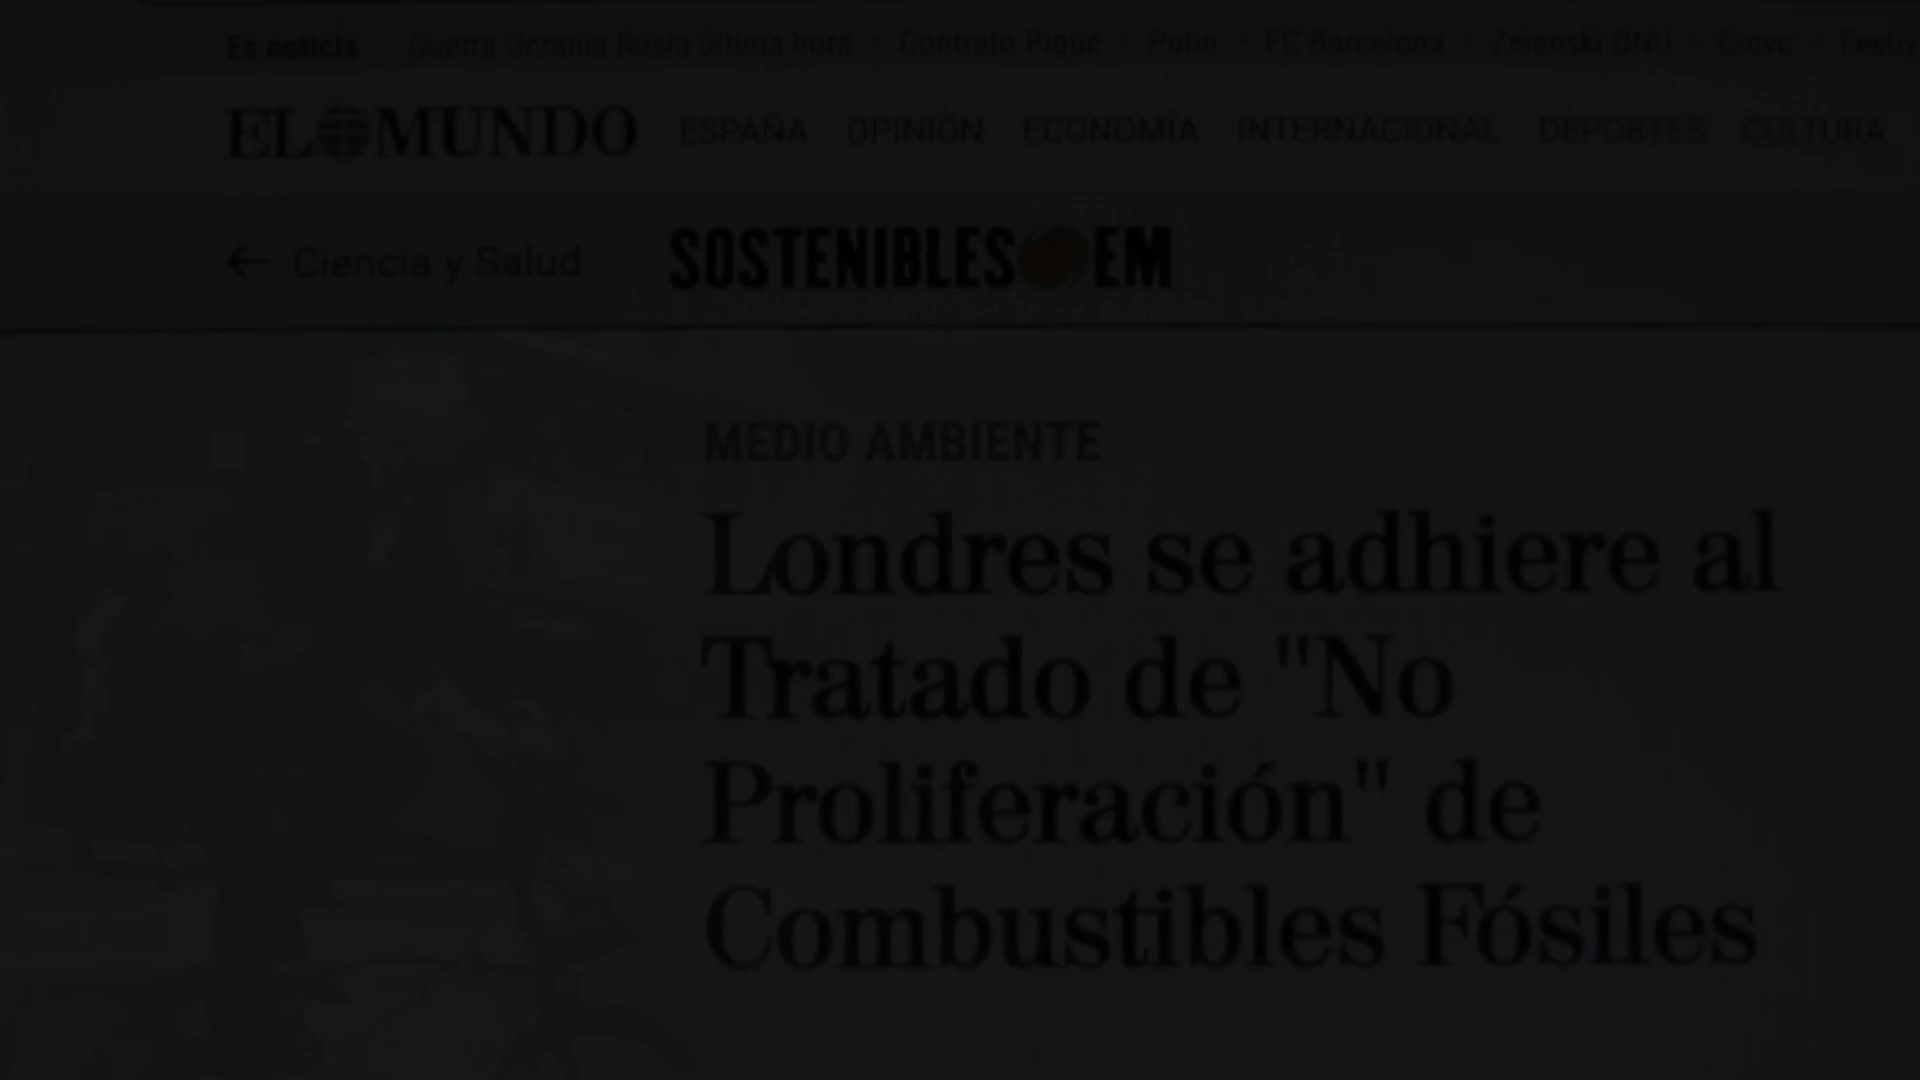 Es noticia Guerra Ucrania Rusia última hora Contrato Piqué Putin FC Barcelona Zelenski ONU Glovo
EL MUNDO ESPAÑA OPINIÓN ECONOMÍA INTERNACIONAL DEPORTES CULTURA
← Ciencia y Salud SOSTENIBLES EM
MEDIO AMBIENTE
Londres se adhiere al
Tratado de "No
Proliferación" de
Combustibles Fósiles